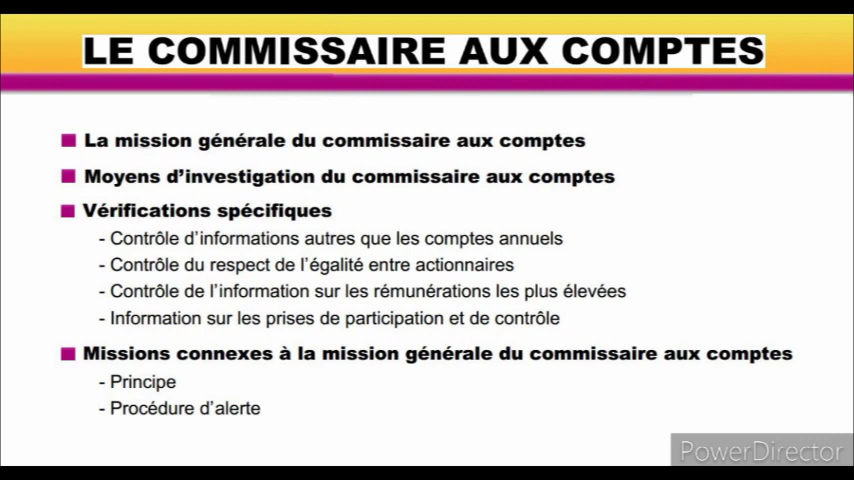 LE COMMISSAIRE AUX COMPTES
La mission générale du commissaire aux comptes
Moyens d'investigation du commissaire aux comptes
Vérifications spécifiques
- Contrôle d'informations autres que les comptes annuels
- Contrôle du respect de l'égalité entre actionnaires
- Contrôle de l'information sur les rémunérations les plus élevées
- Information sur les prises de participation et de contrôle
Missions connexes à la mission générale du commissaire aux comptes
- Principe
- Procédure d'alerte
PowerDirector